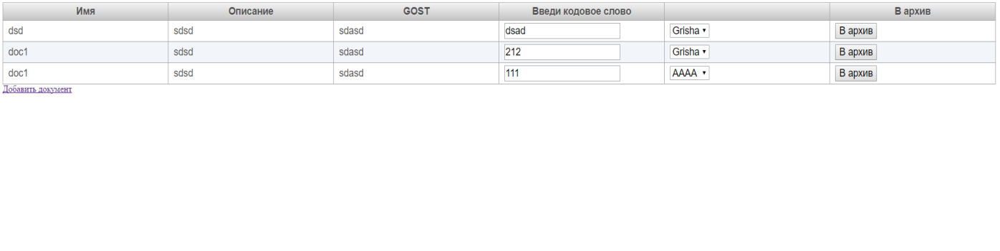 Имя Описание GOST Введи кодовое слово В архив
dsd sdsd sdasd dsad Grisha В архив
doc1 sdsd sdasd 212 Grisha В архив
doc1 sdsd sdasd 111 AAAA В архив
Добавить документ